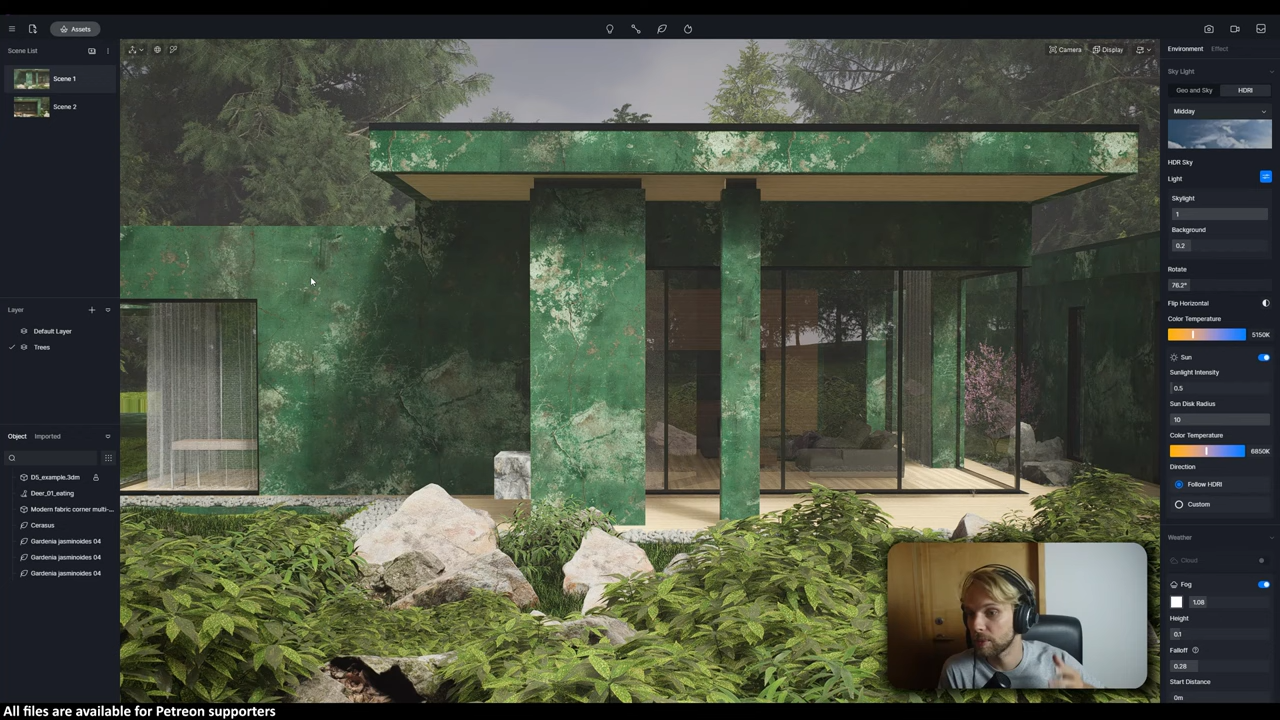 Assets
Scene List
Scene 1
Scene 2
Layer
Default Layer
Trees
Object
Imported
D5_example.3dm
Deer_01_eating
Modern fabric corner multi-...
Cerasus
Gardenia jasminoides 04
Gardenia jasminoides 04
Gardenia jasminoides 04
Camera
Display
Environment
Effect
Sky Light
Geo and Sky
HDRI
Midday
HDR Sky
Light
Skylight
1
Background
0.2
Rotate
76.2°
Flip Horizontal
Color Temperature
5150K
Sun
Sunlight Intensity
0.5
Sun Disk Radius
10
Color Temperature
6850K
Direction
Follow HDRI
Custom
Weather
Cloud
Fog
1.08
Height
0.1
Falloff
0.28
Start Distance
0m
All files are available for Petreon supporters